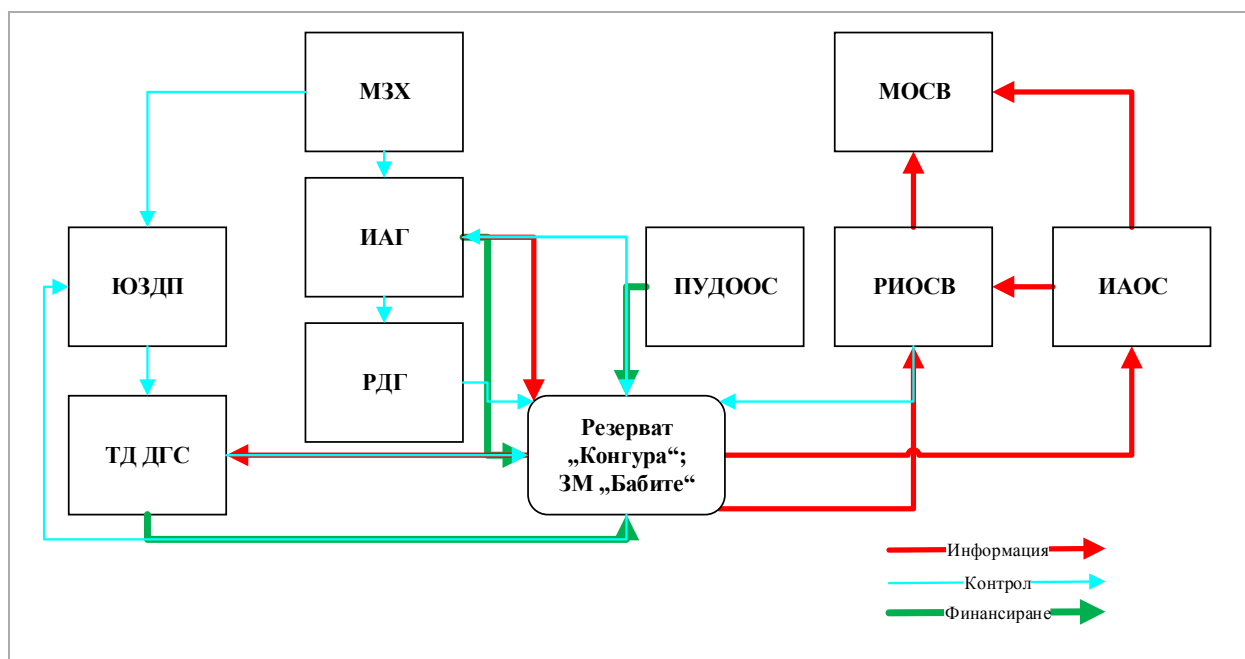 МЗХ
МОСВ
ИАГ
ЮЗДП
ПУДООС
РИОСВ
ИАОС
РДГ
ТД ДГС
Резерват
„Конгура“;
ЗМ „Бабите“
Информация
Контрол
Финансиране